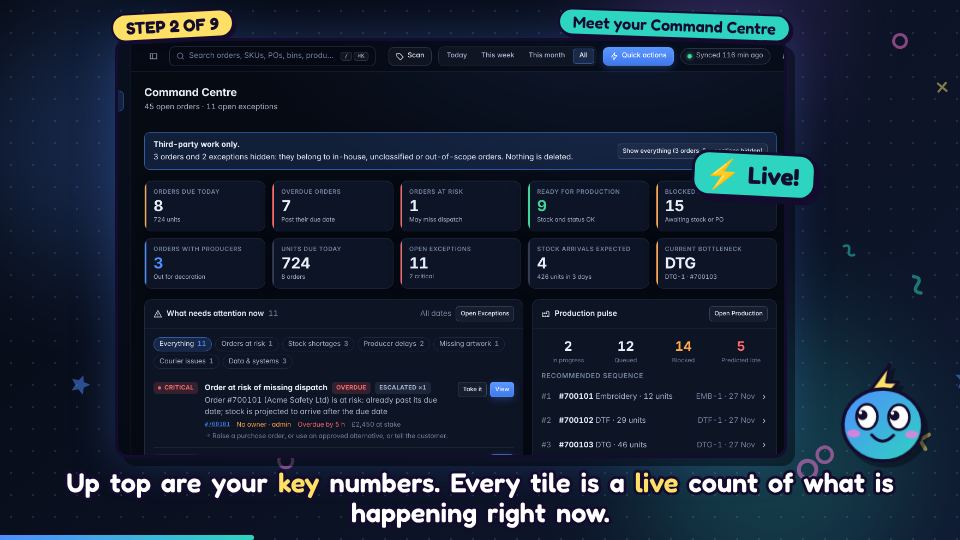 STEP 2 OF 9
Meet your Command Centre
Search orders, SKUs, POs, bins, produ... / ⌘K
Scan
Today This week This month All
Quick actions
Synced 116 min ago
Command Centre
45 open orders · 11 open exceptions
Third-party work only.
3 orders and 2 exceptions hidden: they belong to in-house, unclassified or out-of-scope orders. Nothing is deleted.
Show everything (3 orders,
⚡ Live!
ORDERS DUE TODAY
8
724 units
OVERDUE ORDERS
7
Past their due date
ORDERS AT RISK
1
May miss dispatch
READY FOR PRODUCTION
9
Stock and status OK
BLOCKED
15
Awaiting stock or PO
ORDERS WITH PRODUCERS
3
Out for decoration
UNITS DUE TODAY
724
8 orders
OPEN EXCEPTIONS
11
7 critical
STOCK ARRIVALS EXPECTED
4
426 units in 3 days
CURRENT BOTTLENECK
DTG
DTG-1 · #700103
What needs attention now 11
All dates
Open Exceptions
Everything 11 Orders at risk 1 Stock shortages 3 Producer delays 2 Missing artwork 1
Courier issues 1 Data & systems 3
CRITICAL
Order at risk of missing dispatch OVERDUE ESCALATED ×1
Take it View
Order #700101 (Acme Safety Ltd) is at risk: already past its due
date; stock is projected to arrive after the due date
#700101 No owner · admin Overdue by 5 h £2,450 at stake
Raise a purchase order, or use an approved alternative, or tell the customer.
Production pulse
Open Production
2 12 14 5
In progress Queued Blocked Predicted late
RECOMMENDED SEQUENCE
#1 #700101 Embroidery · 12 units EMB-1 · 27 Nov ›
#2 #700102 DTF · 29 units DTF-1 · 27 Nov ›
#3 #700103 DTG · 46 units DTG-1 · 27 Nov ›
Up top are your key numbers. Every tile is a live count of what is
happening right now.